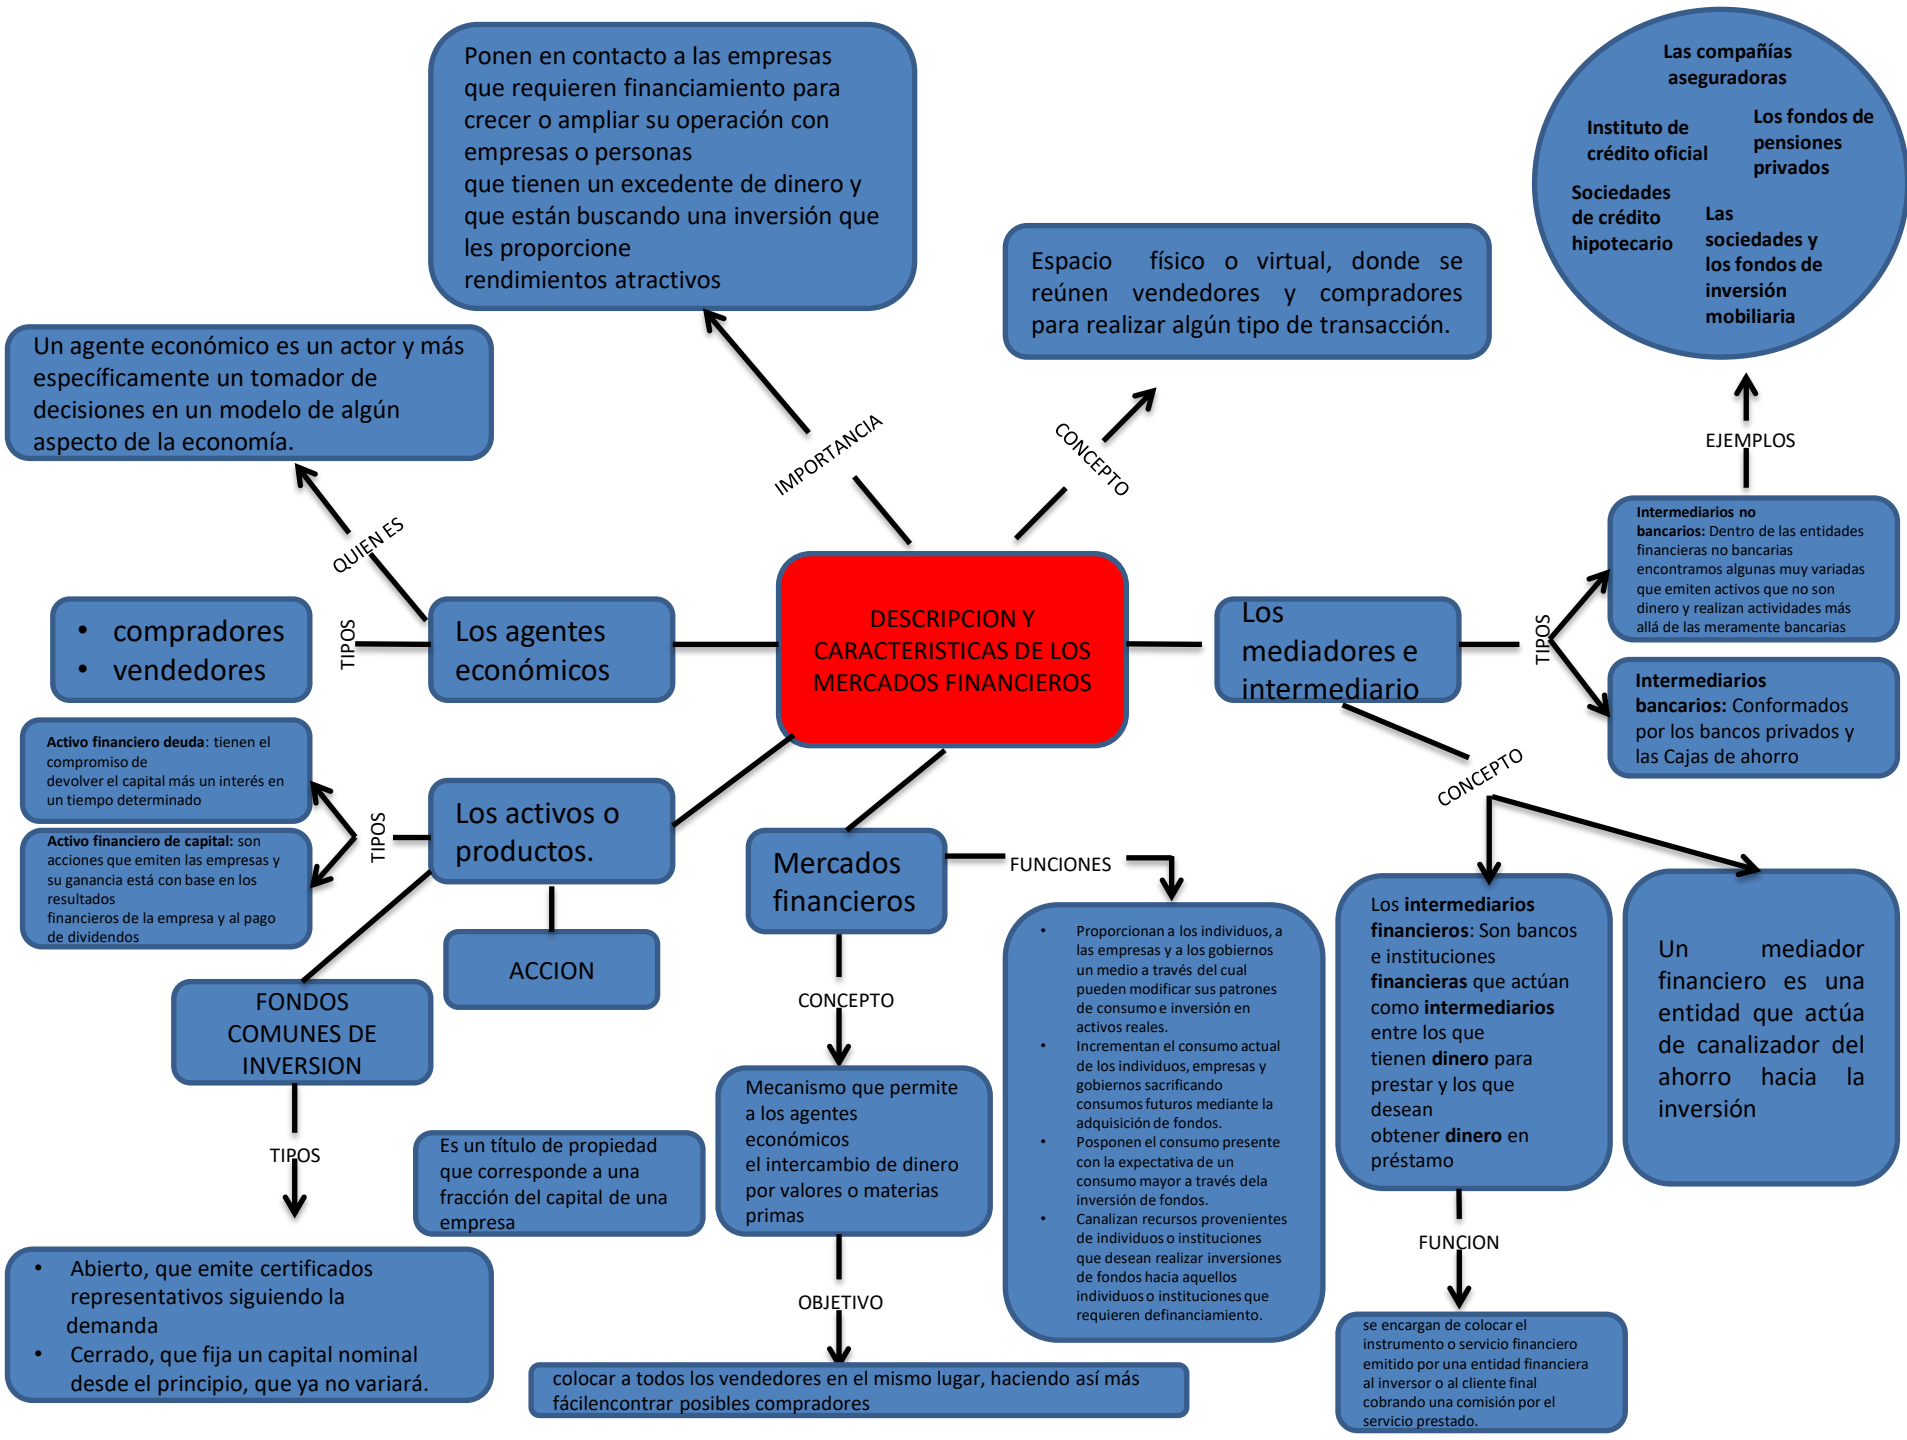 Ponen en contacto a las empresas
que requieren financiamiento para
crecer o ampliar su operación con
empresas o personas
que tienen un excedente de dinero y
que están buscando una inversión que
les proporcione
rendimientos atractivos
Las compañías
aseguradoras
Instituto de
crédito oficial
Los fondos de
pensiones
privados
Sociedades
de crédito
hipotecario
Las
sociedades y
los fondos de
inversión
mobiliaria
Espacio físico o virtual, donde se
reúnen vendedores y compradores
para realizar algún tipo de transacción.
Un agente económico es un actor y más
específicamente un tomador de
decisiones en un modelo de algún
aspecto de la economía.
IMPORTANCIA
CONCEPTO
EJEMPLOS
QUIEN ES
Intermediarios no
bancarios: Dentro de las entidades
financieras no bancarias
encontramos algunas muy variadas
que emiten activos que no son
dinero y realizan actividades más
allá de las meramente bancarias
• compradores
• vendedores
TIPOS
Los agentes
económicos
DESCRIPCION Y
CARACTERISTICAS DE LOS
MERCADOS FINANCIEROS
Los
mediadores e
intermediario
TIPOS
Intermediarios
bancarios: Conformados
por los bancos privados y
las Cajas de ahorro
Activo financiero deuda: tienen el
compromiso de
devolver el capital más un interés en
un tiempo determinado
Activo financiero de capital: son
acciones que emiten las empresas y
su ganancia está con base en los
resultados
financieros de la empresa y al pago
de dividendos
TIPOS
Los activos o
productos.
CONCEPTO
Mercados
financieros
FUNCIONES
ACCION
FONDOS
COMUNES DE
INVERSION
CONCEPTO
• Proporcionan a los individuos, a
las empresas y a los gobiernos
un medio a través del cual
pueden modificar sus patrones
de consumo e inversión en
activos reales.
• Incrementan el consumo actual
de los individuos, empresas y
gobiernos sacrificando
consumos futuros mediante la
adquisición de fondos.
• Posponen el consumo presente
con la expectativa de un
consumo mayor a través dela
inversión de fondos.
• Canalizan recursos provenientes
de individuos o instituciones
que desean realizar inversiones
de fondos hacia aquellos
individuos o instituciones que
requieren definanciamiento.
Los intermediarios
financieros: Son bancos
e instituciones
financieras que actúan
como intermediarios
entre los que
tienen dinero para
prestar y los que
desean
obtener dinero en
préstamo
Un mediador
financiero es una
entidad que actúa
de canalizador del
ahorro hacia la
inversión
Mecanismo que permite
a los agentes
económicos
el intercambio de dinero
por valores o materias
primas
Es un título de propiedad
que corresponde a una
fracción del capital de una
empresa
TIPOS
FUNCION
OBJETIVO
• Abierto, que emite certificados
representativos siguiendo la
demanda
• Cerrado, que fija un capital nominal
desde el principio, que ya no variará.
colocar a todos los vendedores en el mismo lugar, haciendo así más
fácilencontrar posibles compradores
se encargan de colocar el
instrumento o servicio financiero
emitido por una entidad financiera
al inversor o al cliente final
cobrando una comisión por el
servicio prestado.